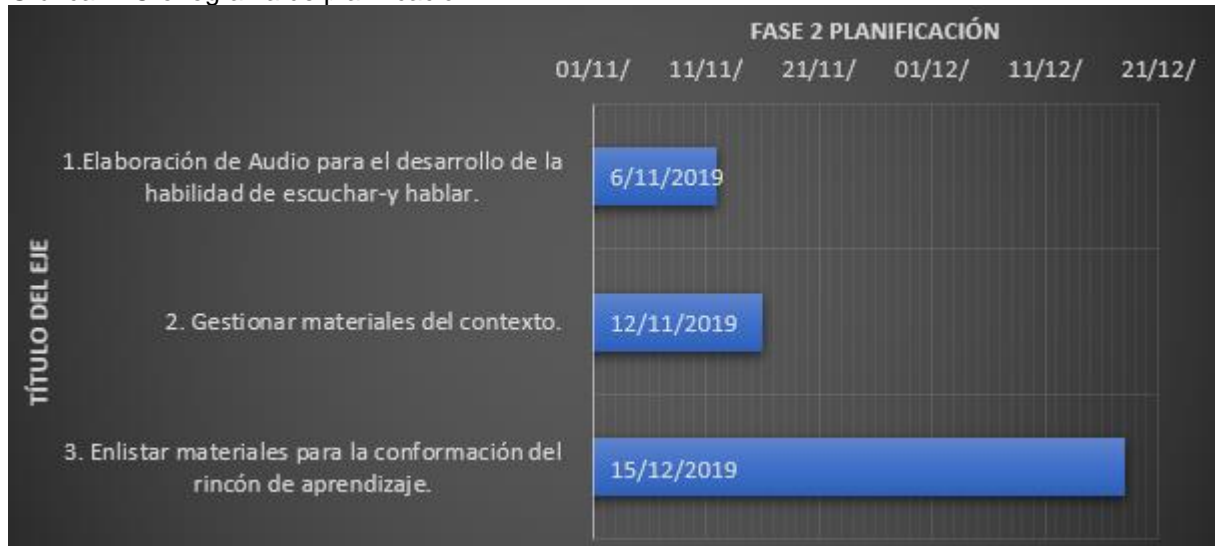 FASE 2 PLANIFICACIÓN
01/11/ 11/11/ 21/11/ 01/12/ 11/12/ 21/12/
1.Elaboración de Audio para el desarrollo de la
habilidad de escuchar-y hablar.
6/11/2019
2. Gestionar materiales del contexto.
12/11/2019
3. Enlistar materiales para la conformación del
rincón de aprendizaje.
15/12/2019
TÍTULO DEL EJE